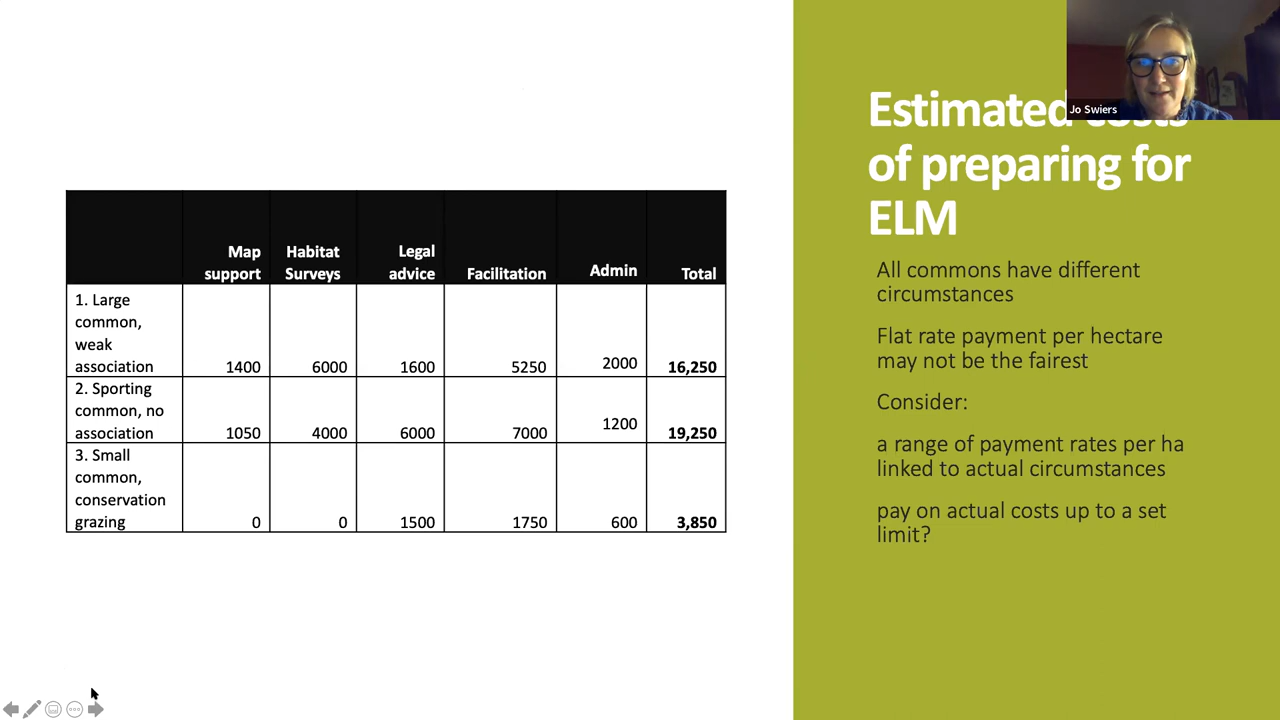 Jo Swiers
Estimated costs
of preparing for
ELM
All commons have different
circumstances
Flat rate payment per hectare
may not be the fairest
Consider:
a range of payment rates per ha
linked to actual circumstances
pay on actual costs up to a set
limit?
Map support Habitat Surveys Legal advice Facilitation Admin Total
1. Large common, weak association 1400 6000 1600 5250 2000 16,250
2. Sporting common, no association 1050 4000 6000 7000 1200 19,250
3. Small common, conservation grazing 0 0 1500 1750 600 3,850